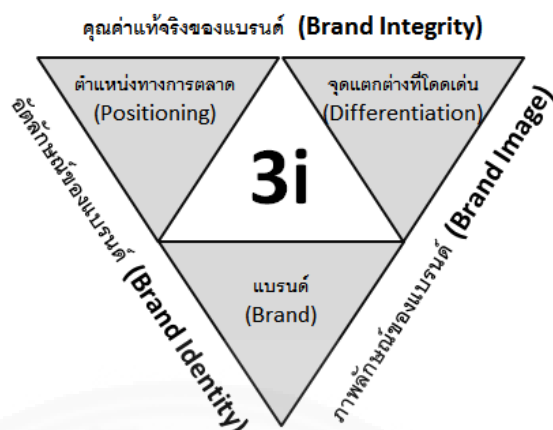 คุณค่าแท้จริงของแบรนด์ (Brand Integrity)
ตำแหน่งทางการตลาด
(Positioning)
จุดแตกต่างที่โดดเด่น
(Differentiation)
3i
แบรนด์
(Brand)
อัตลักษณ์ของแบรนด์ (Brand Identity)
ภาพลักษณ์ของแบรนด์ (Brand Image)